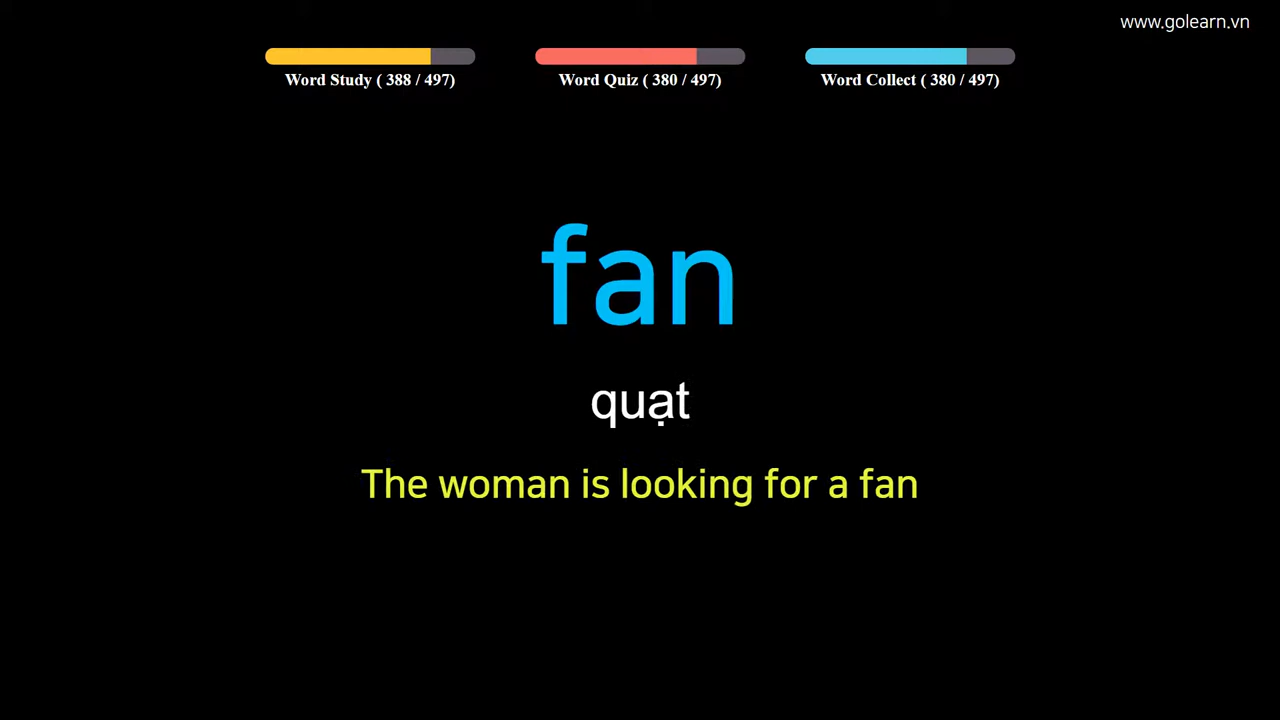 www.golearn.vn
Word Study ( 388 / 497)
Word Quiz ( 380 / 497)
Word Collect ( 380 / 497)
fan
quạt
The woman is looking for a fan